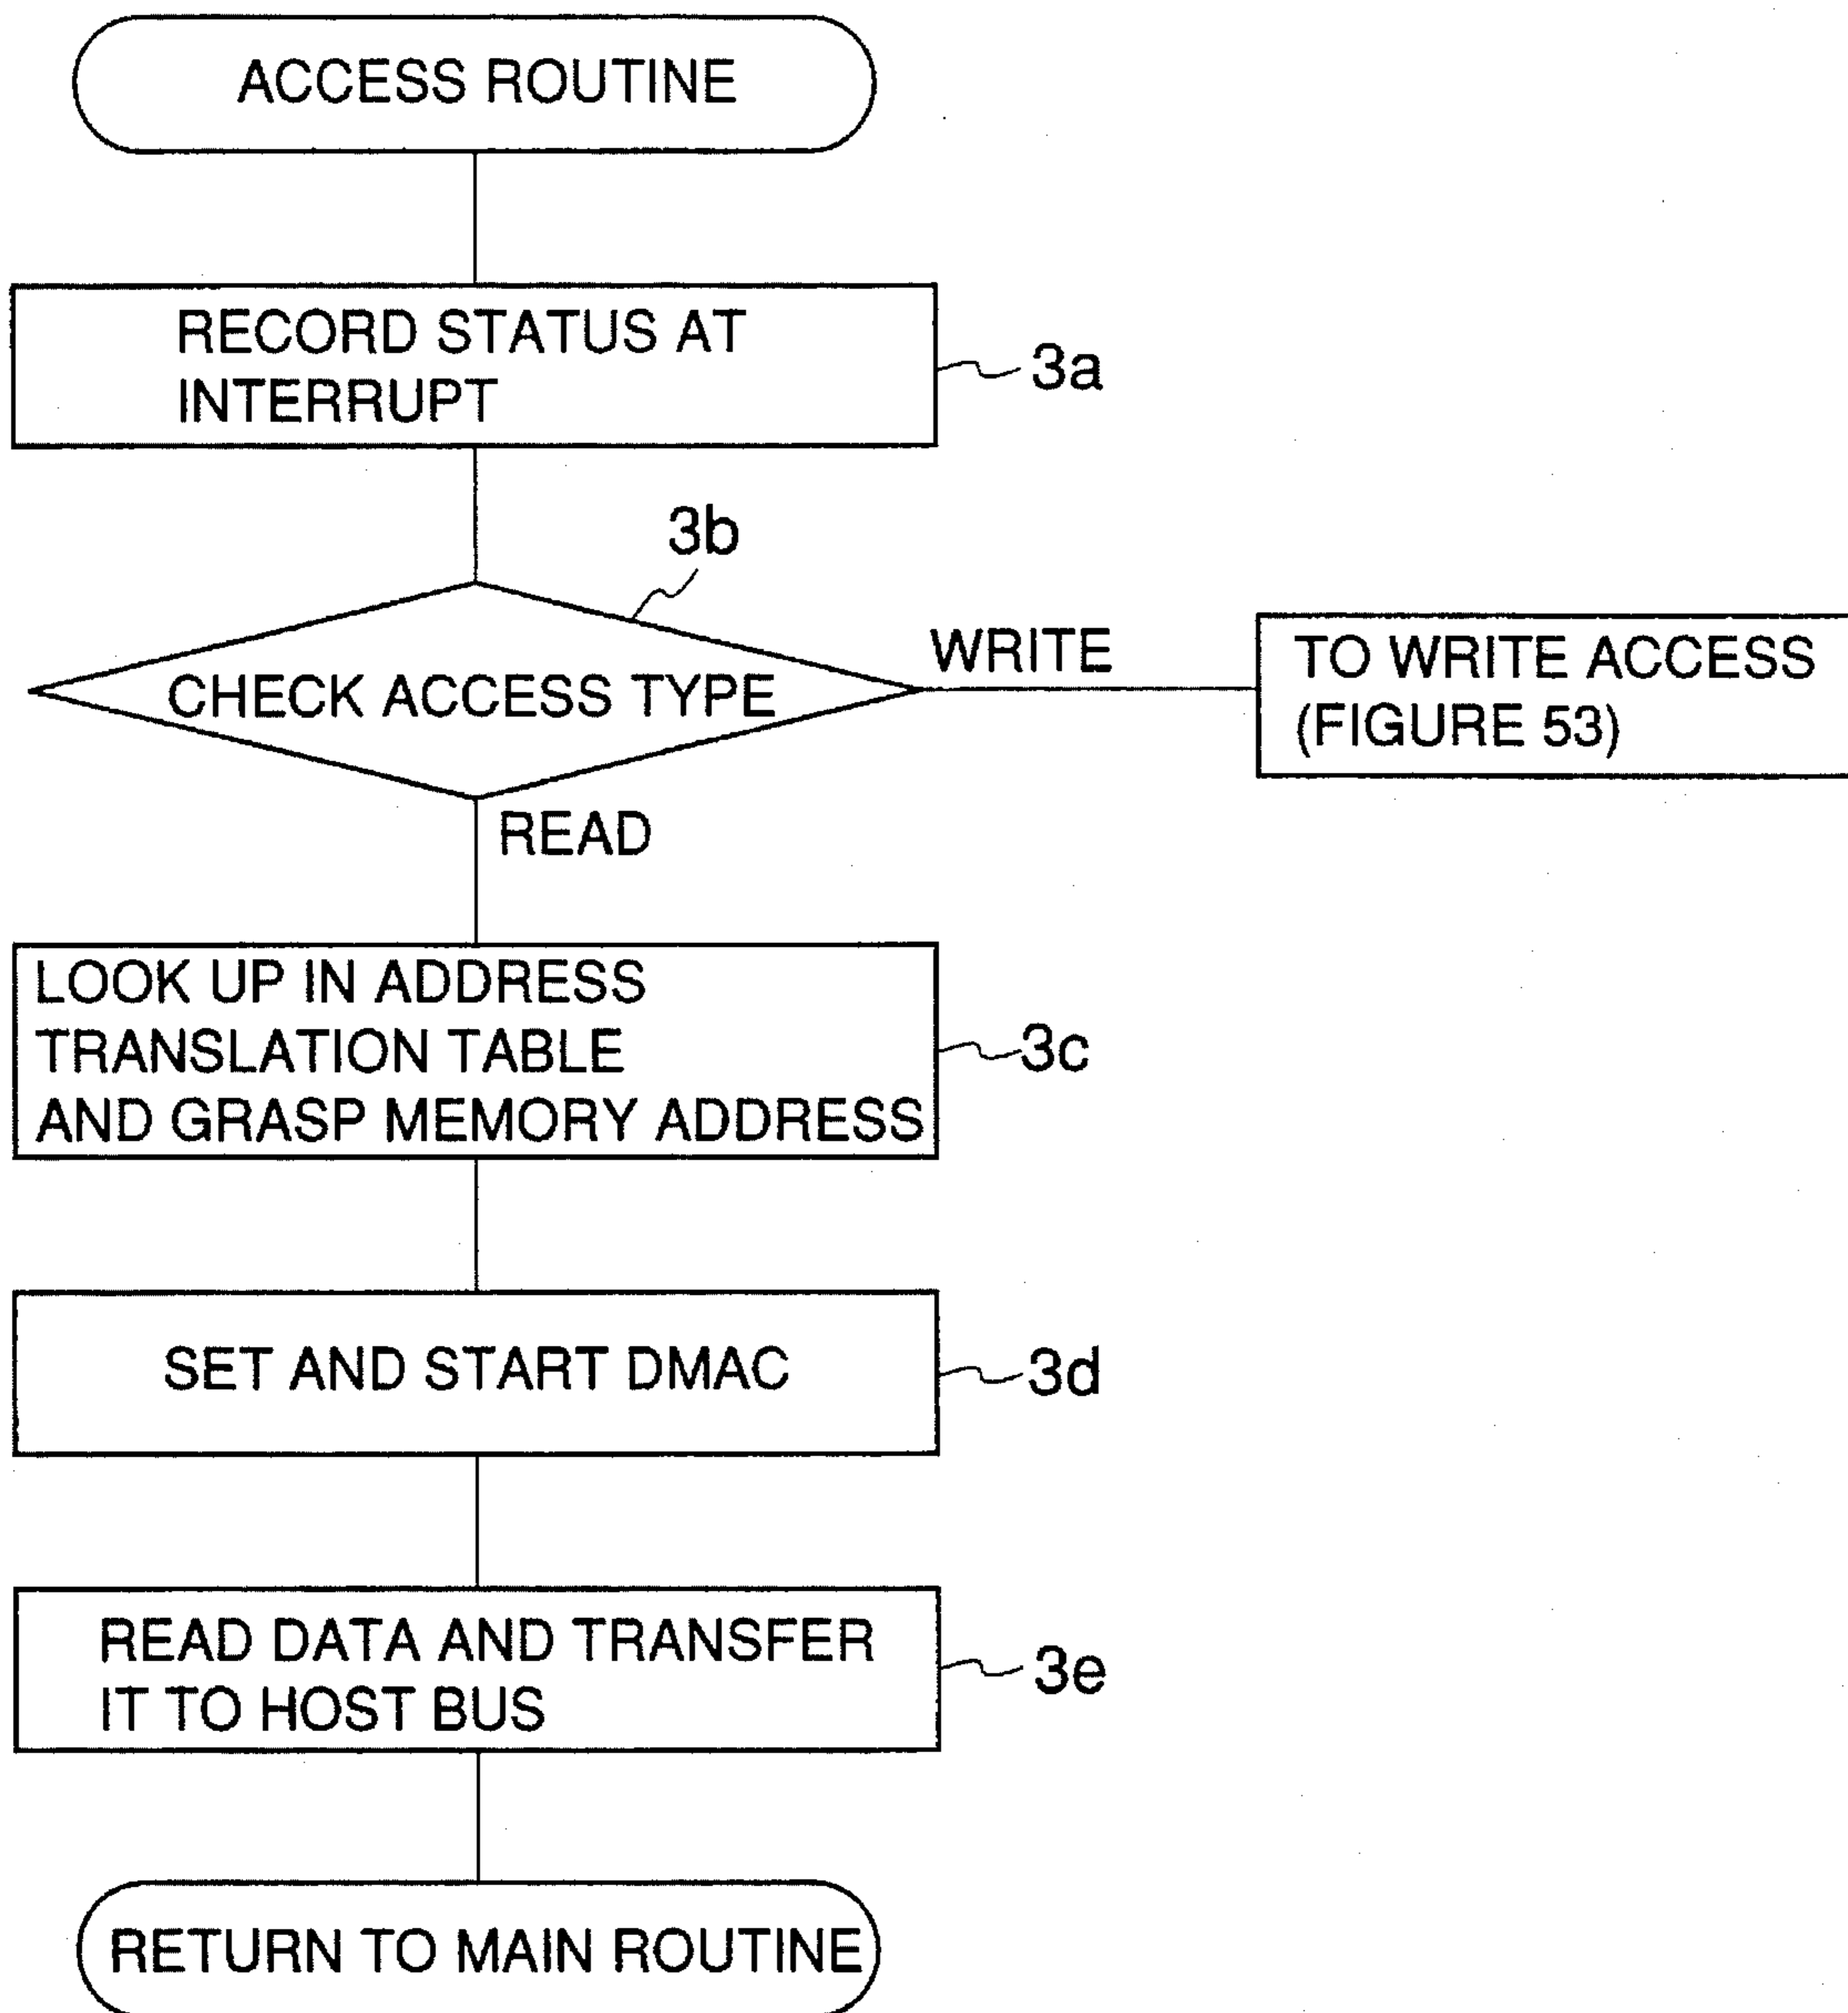 ACCESS ROUTINE
RECORD STATUS AT
INTERRUPT
3a
3b
CHECK ACCESS TYPE
WRITE
TO WRITE ACCESS
(FIGURE 53)
READ
LOOK UP IN ADDRESS
TRANSLATION TABLE
AND GRASP MEMORY ADDRESS
3c
SET AND START DMAC
3d
READ DATA AND TRANSFER
IT TO HOST BUS
3e
RETURN TO MAIN ROUTINE